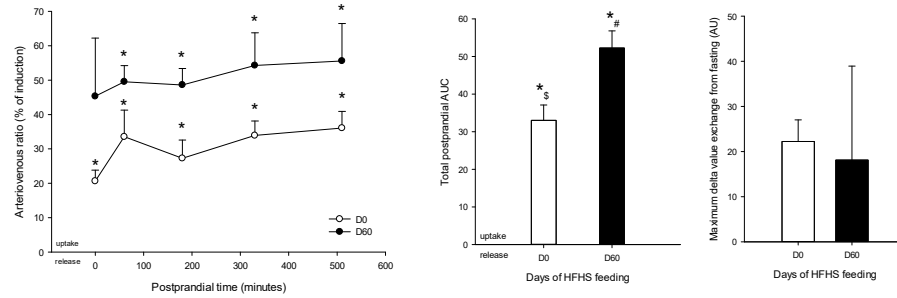 Arteriovenous ratio (% of induction)
70
60
50
40
30
20
10
0
uptake
release
* * * * * * * * *
D0
D60
0 100 200 300 400 500 600
Postprandial time (minutes)
Total postprandial AUC
60
50
40
30
20
10
0
uptake
release
*$
*#
D0 D60
Days of HFHS feeding
Maximum delta value exchange from fasting (AU)
50
40
30
20
10
0
D0 D60
Days of HFHS feeding